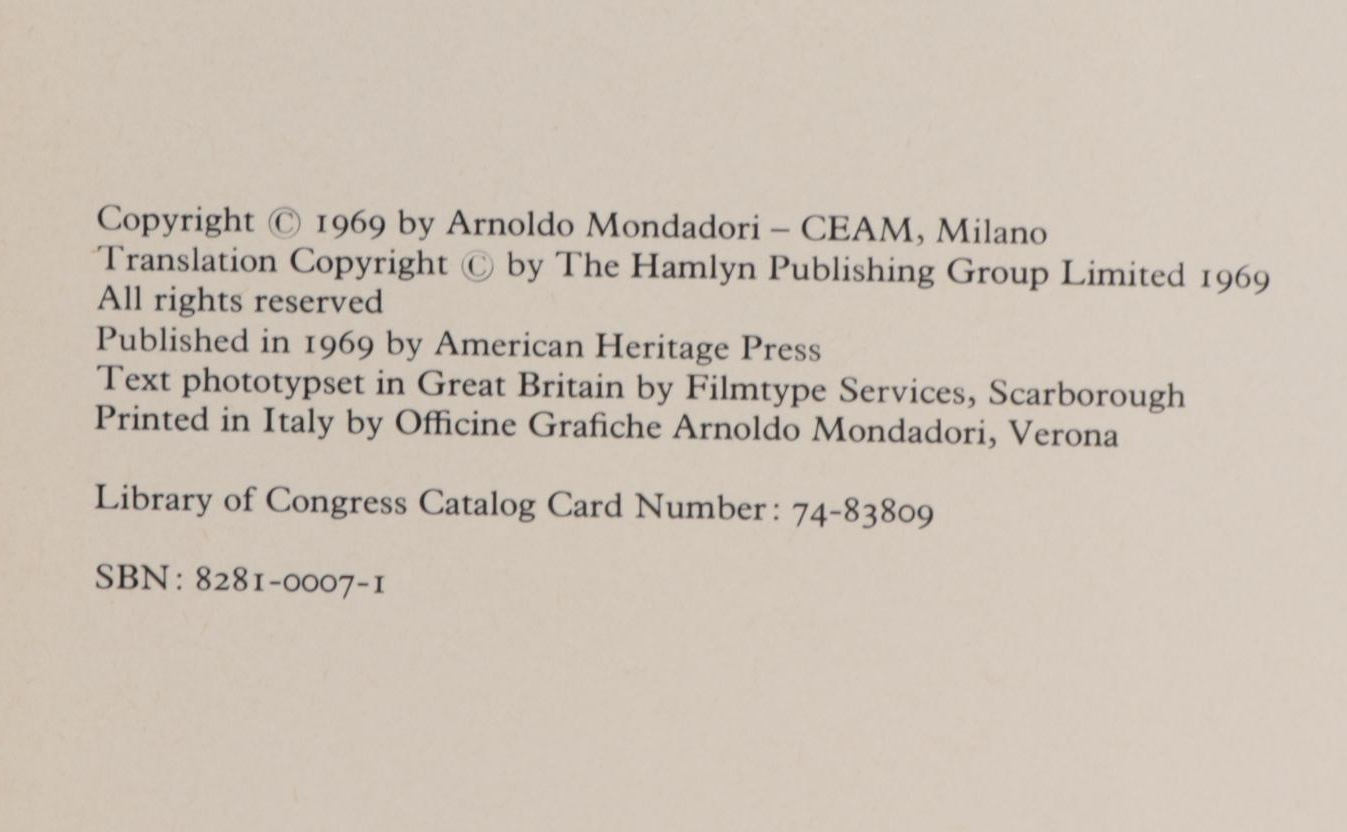 Copyright © 1969 by Arnoldo Mondadori – CEAM, Milano
Translation Copyright © by The Hamlyn Publishing Group Limited 1969
All rights reserved
Published in 1969 by American Heritage Press
Text phototypset in Great Britain by Filmtype Services, Scarborough
Printed in Italy by Officine Grafiche Arnoldo Mondadori, Verona
Library of Congress Catalog Card Number: 74-83809
SBN: 8281-0007-1